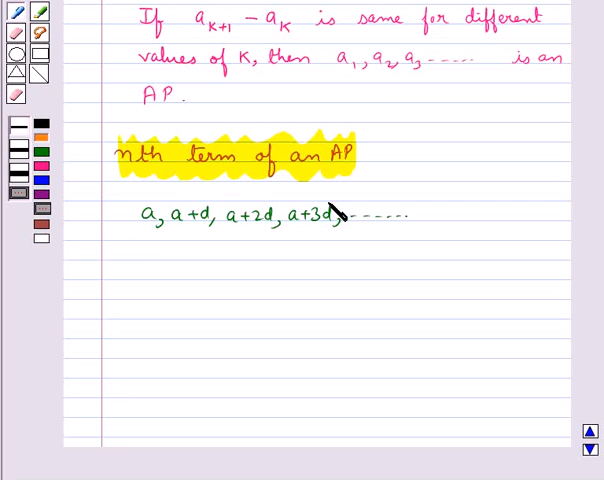 If a_{K+1} - a_K is same for different
values of K, then a_1, a_2, a_3 ------ is an
AP.
nth term of an AP
a, a+d, a+2d, a+3d, -------